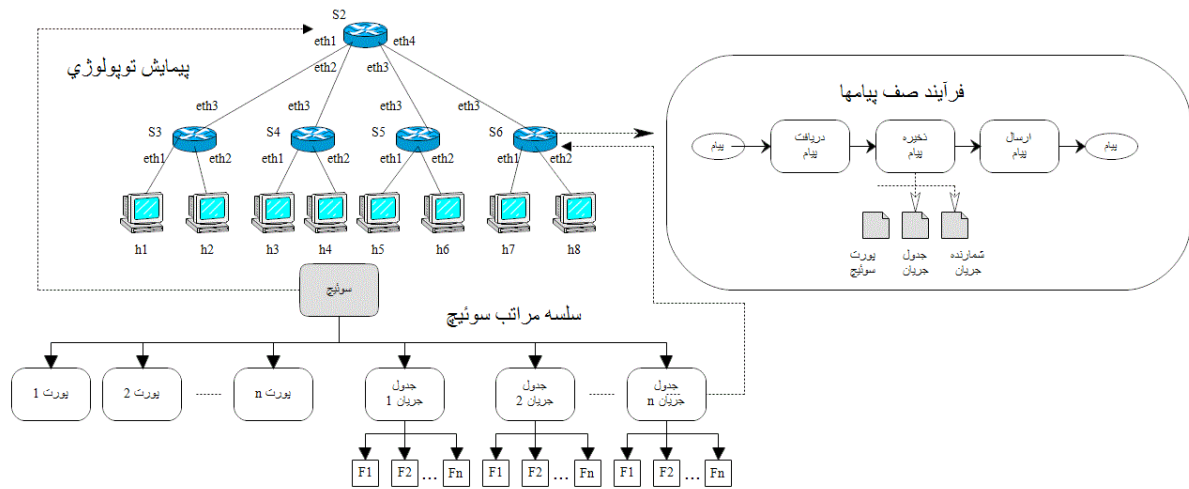 S2
eth1
eth4
eth2
eth3
پیمایش توپولوژي
eth3
eth3
eth3
eth3
S3
S4
S5
S6
eth1
eth2
eth1
eth2
eth1
eth2
eth1
eth2
h1
h2
h3
h4
h5
h6
h7
h8
فرآیند صف پیامها
پیام
دریافت
پیام
ذخیره
پیام
ارسال
پیام
پیام
پورت
سوئیچ
جدول
جریان
شمارنده
جریان
سوئیچ
سلسه مراتب سوئیچ
پورت 1
پورت 2
......
پورت n
جدول
جریان 1
جدول
جریان 2
......
جدول
جریان n
F1
F2
...
Fn
F1
F2
...
Fn
F1
F2
...
Fn